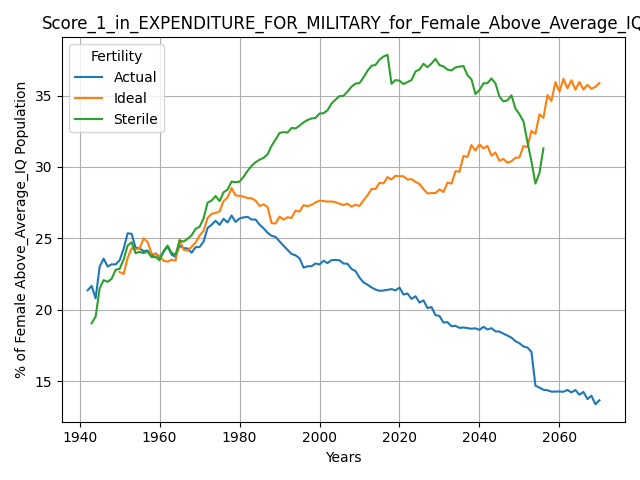 Score_1_in_EXPENDITURE_FOR_MILITARY_for_Female_Above_Average_IQ
Fertility
Actual
Ideal
Sterile
% of Female Above_Average_IQ Population
35
30
25
20
15
1940 1960 1980 2000 2020 2040 2060
Years